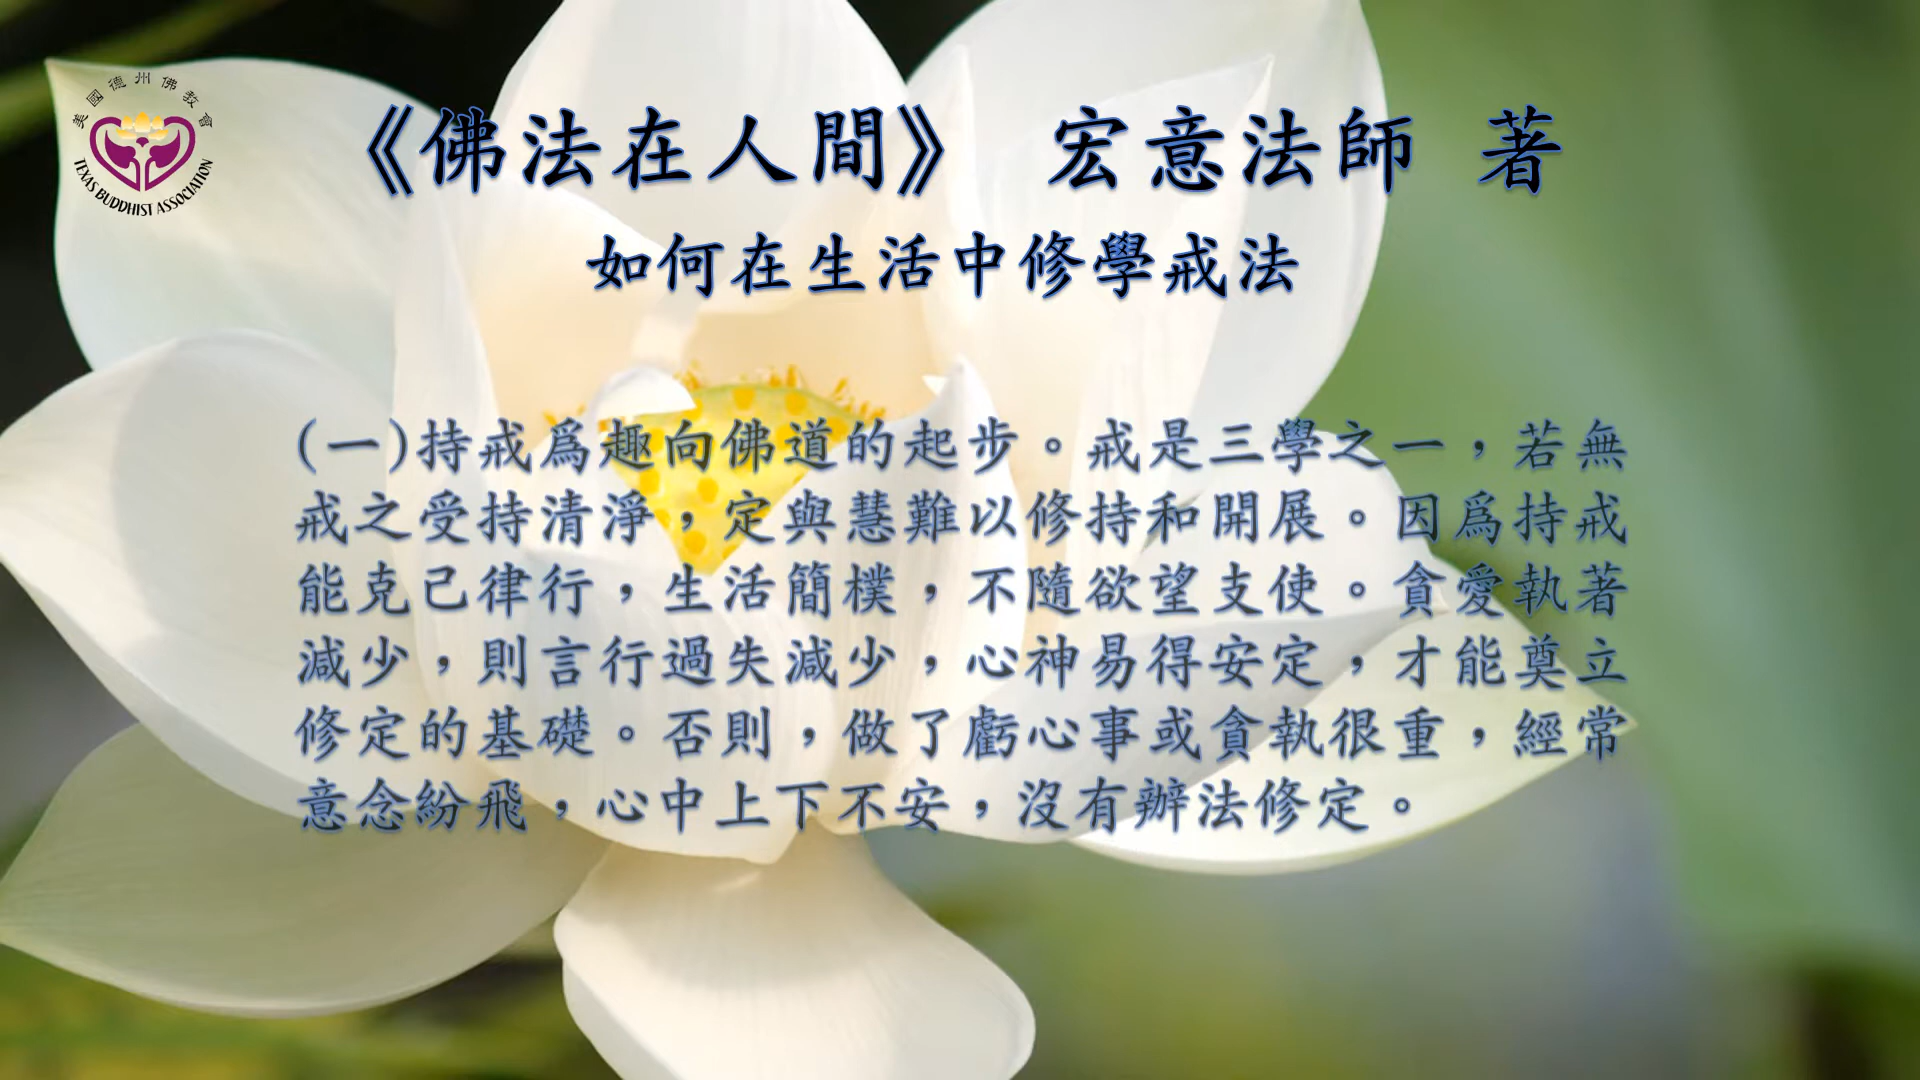 美國德州佛教會
TEXAS BUDDHIST ASSOCIATION
《佛法在人間》 宏意法師 著
如何在生活中修學戒法
(一)持戒為趣向佛道的起步。戒是三學之一，若無
戒之受持清淨，定與慧難以修持和開展。因為持戒
能克己律行，生活簡樸，不隨欲望支使。貪愛執著
減少，則言行過失減少，心神易得安定，才能奠立
修定的基礎。否則，做了虧心事或貪執很重，經常
意念紛飛，心中上下不安，沒有辦法修定。